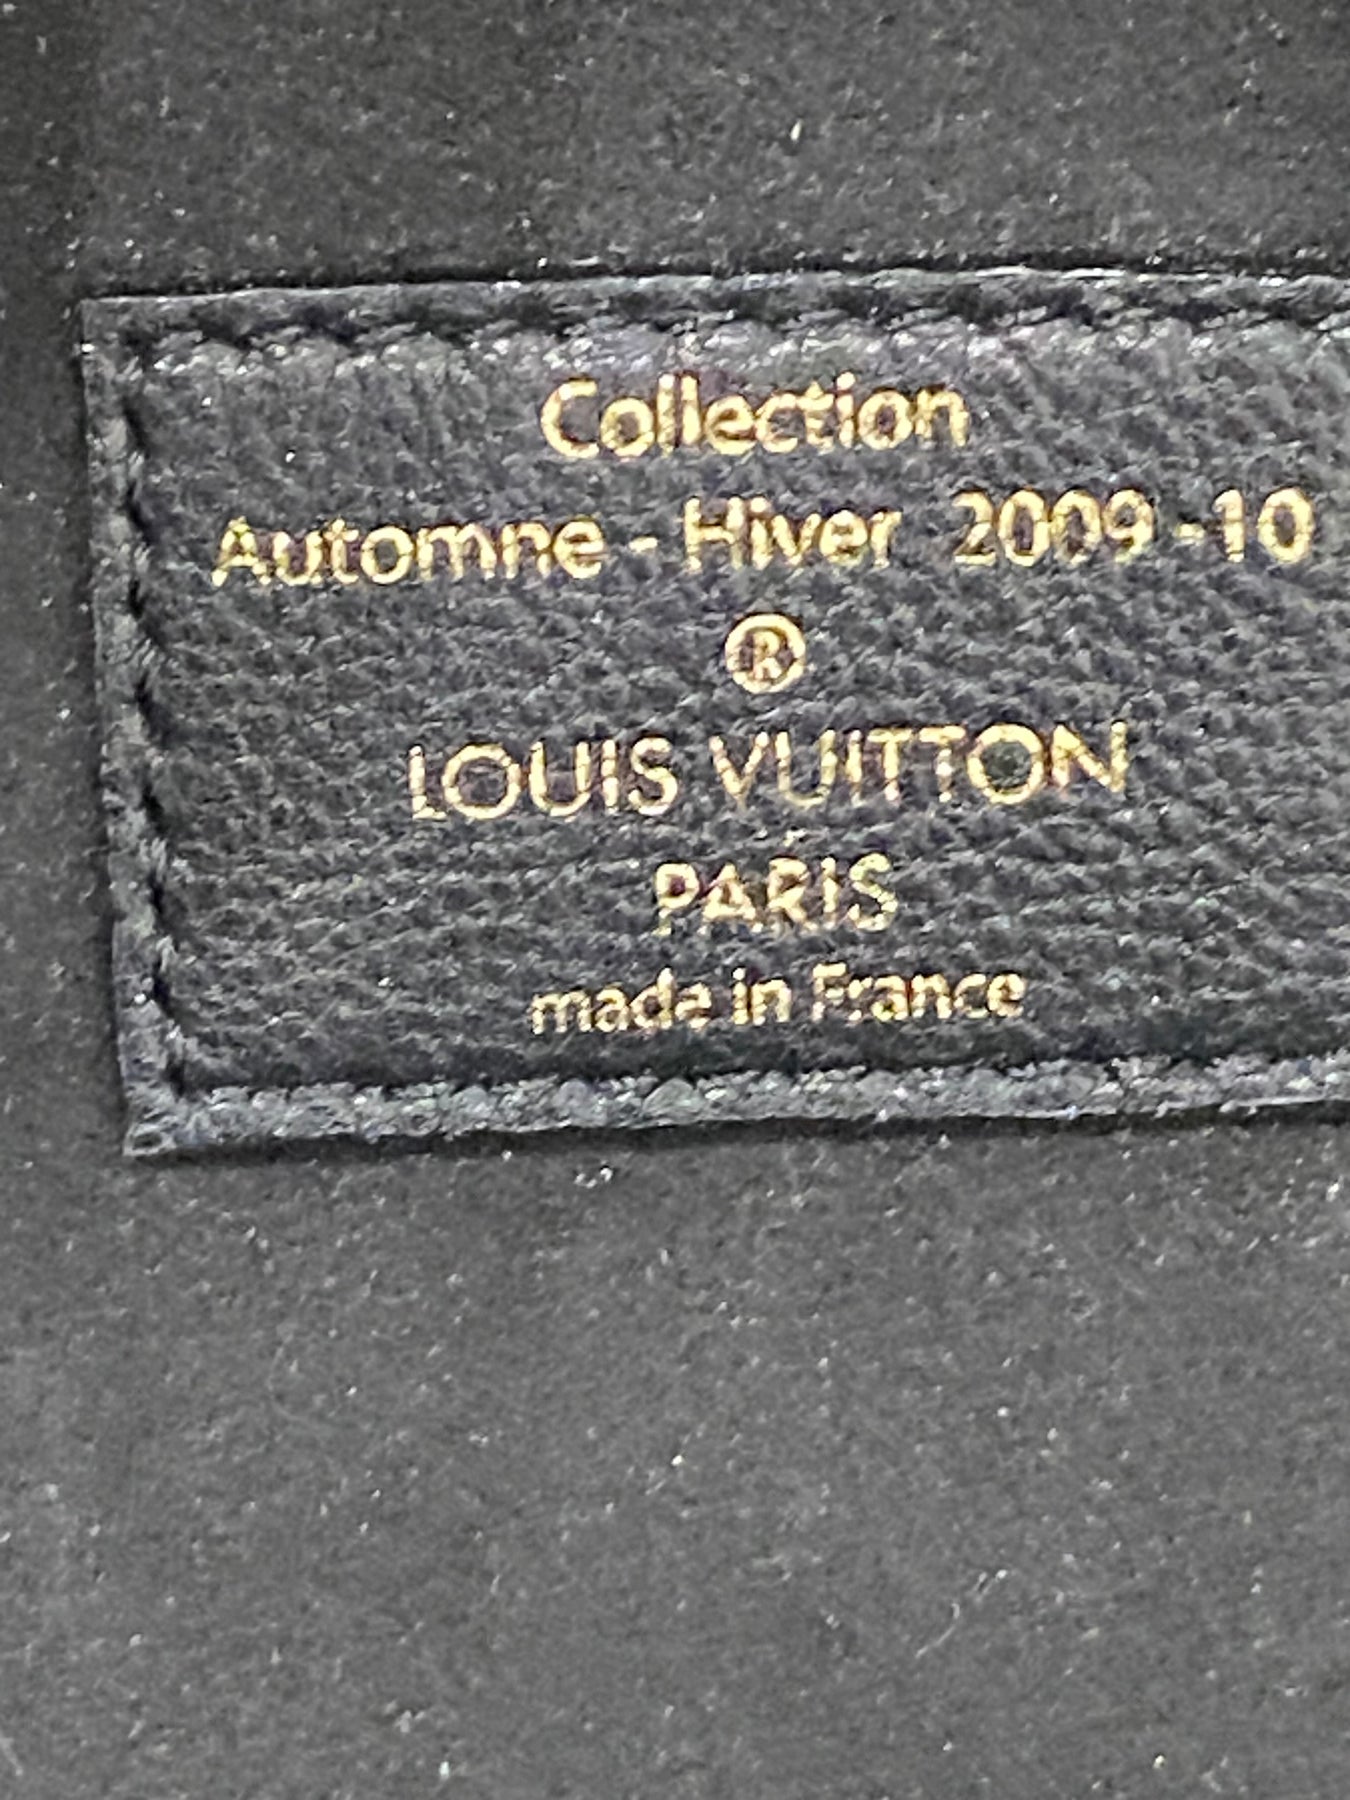 Collection
Automne - Hiver 2009 -10
®
LOUIS VUITTON
PARIS
made in France